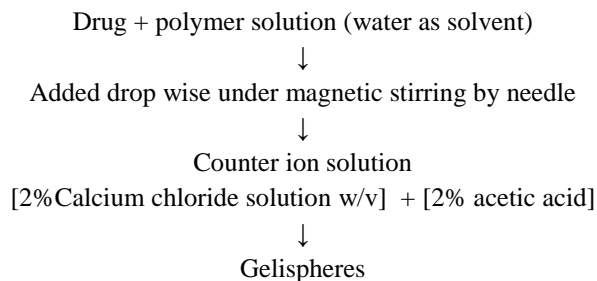 Drug + polymer solution (water as solvent)
↓
Added drop wise under magnetic stirring by needle
↓
Counter ion solution
[2%Calcium chloride solution w/v] + [2% acetic acid]
↓
Gelispheres